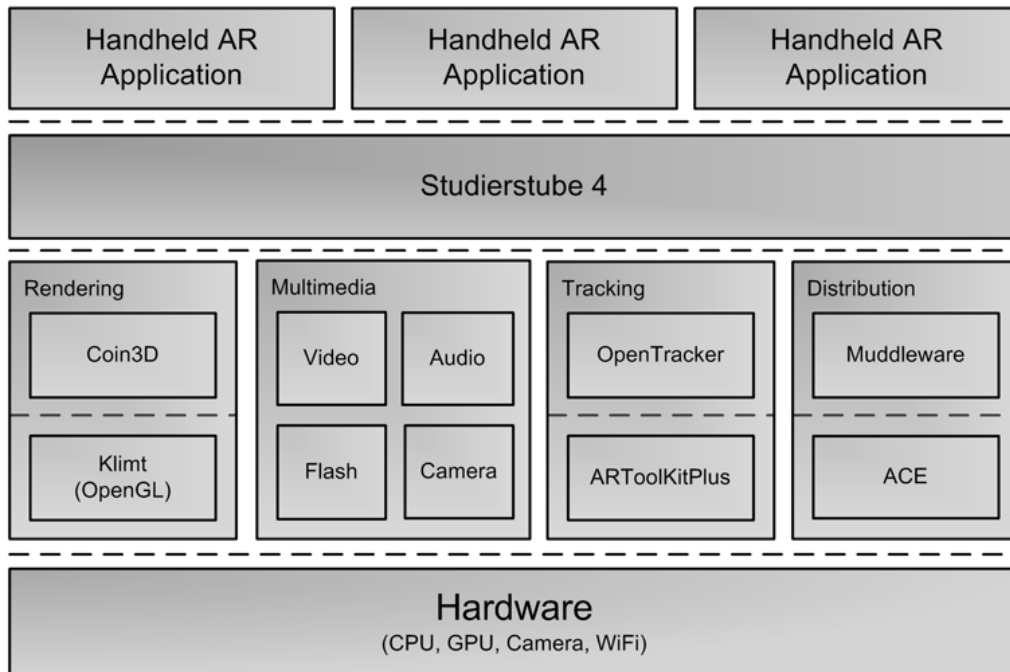 Handheld AR
Application
Handheld AR
Application
Handheld AR
Application
Studierstube 4
Rendering
Coin3D
Klimt
(OpenGL)
Multimedia
Video
Audio
Flash
Camera
Tracking
OpenTracker
ARToolKitPlus
Distribution
Muddleware
ACE
Hardware
(CPU, GPU, Camera, WiFi)